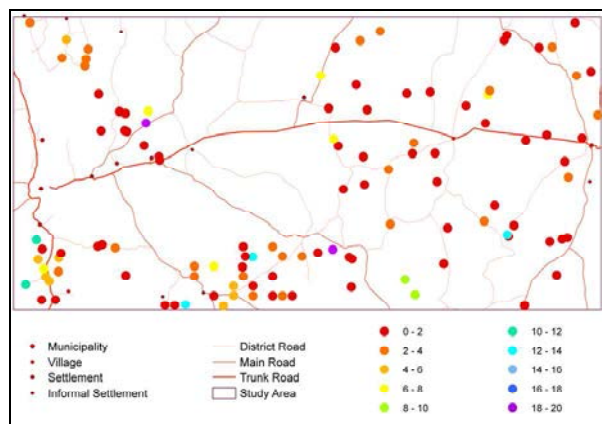 Municipality
Village
Settlement
Informal Settlement
District Road
Main Road
Trunk Road
Study Area
0 - 2
2 - 4
4 - 6
6 - 8
8 - 10
10 - 12
12 - 14
14 - 16
16 - 18
18 - 20